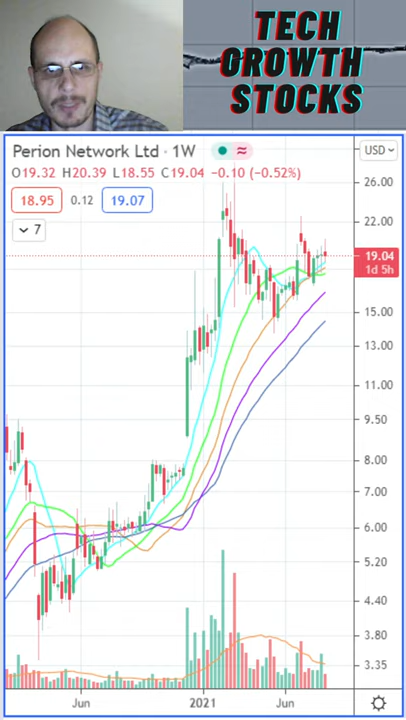 TECH
GROWTH
STOCKS
Perion Network Ltd · 1W
USD
O19.32 H20.39 L18.55 C19.04 −0.10 (−0.52%)
18.95 0.12 19.07
7
26.00
22.00
19.04
1d 5h
15.00
13.00
11.00
9.50
8.00
7.00
6.00
5.20
4.40
3.80
3.35
Jun 2021 Jun